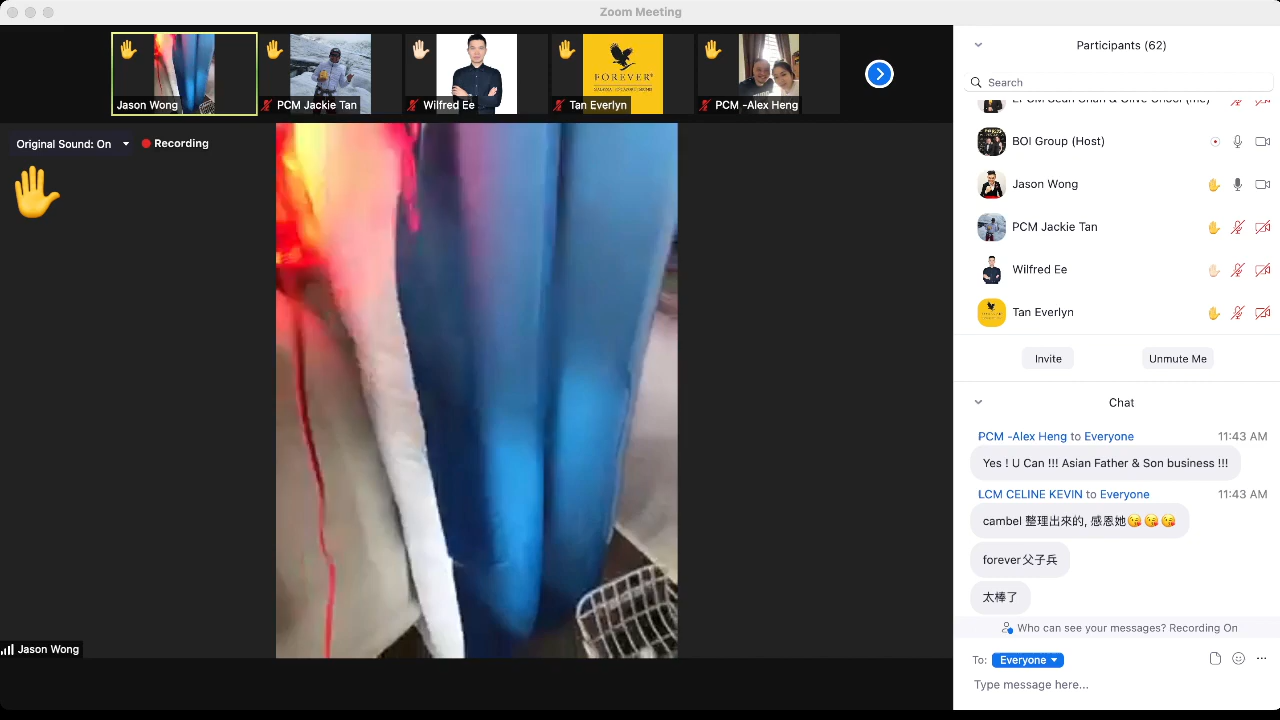 Zoom Meeting
Jason Wong
PCM Jackie Tan
Wilfred Ee
FOREVER
Tan Everlyn
PCM -Alex Heng
Original Sound: On
Recording
Jason Wong
Participants (62)
Search
BOI Group (Host)
Jason Wong
PCM Jackie Tan
Wilfred Ee
Tan Everlyn
Invite
Unmute Me
Chat
PCM -Alex Heng to Everyone
11:43 AM
Yes ! U Can !!! Asian Father & Son business !!!
LCM CELINE KEVIN to Everyone
11:43 AM
cambel 整理出來的, 感恩她😘😘😘
forever父子兵
太棒了
Who can see your messages? Recording On
To: Everyone
Type message here...